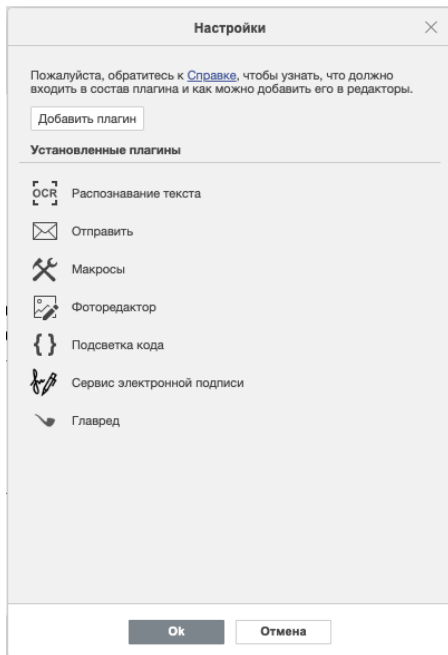 Настройки
Пожалуйста, обратитесь к Справке, чтобы узнать, что должно
входить в состав плагина и как можно добавить его в редакторы.
Добавить плагин
Установленные плагины
OCR Распознавание текста
Отправить
Макросы
Фоторедактор
{ } Подсветка кода
Сервис электронной подписи
Главред
Ok Отмена